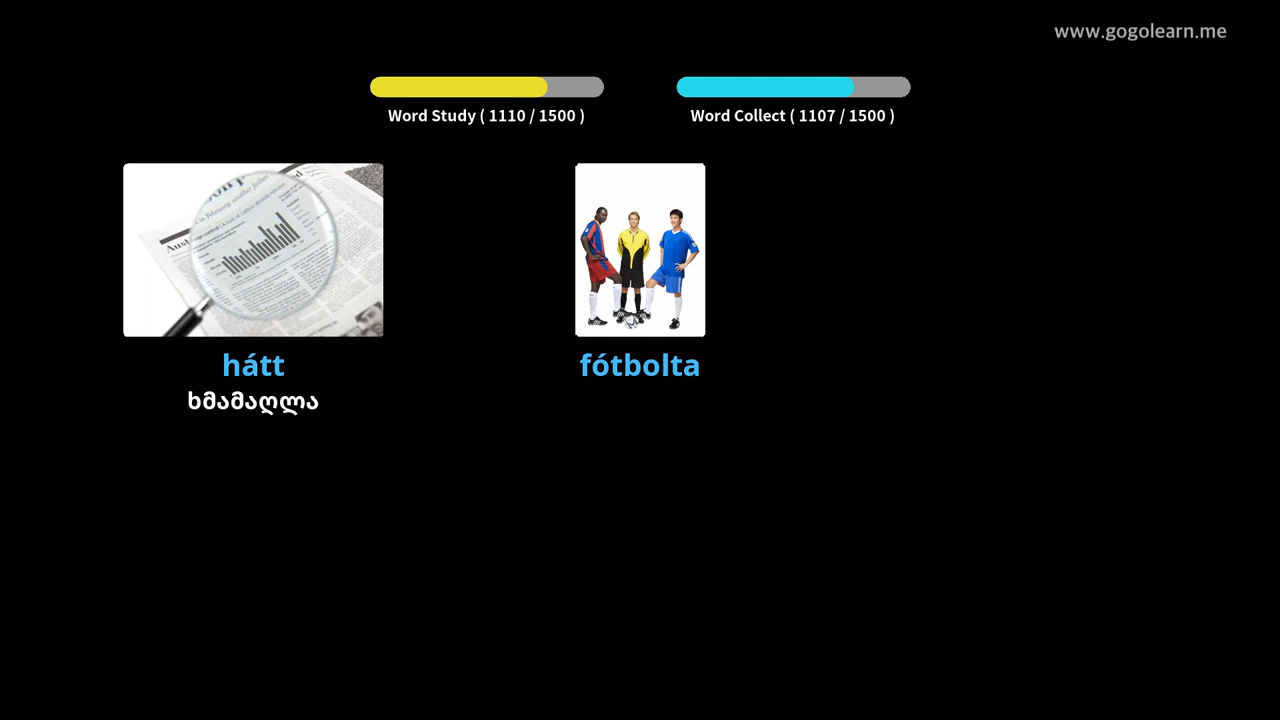 www.gogolearn.me
Word Study ( 1110 / 1500 )
Word Collect ( 1107 / 1500 )
hátt
ხმამაღლა
fótbolta